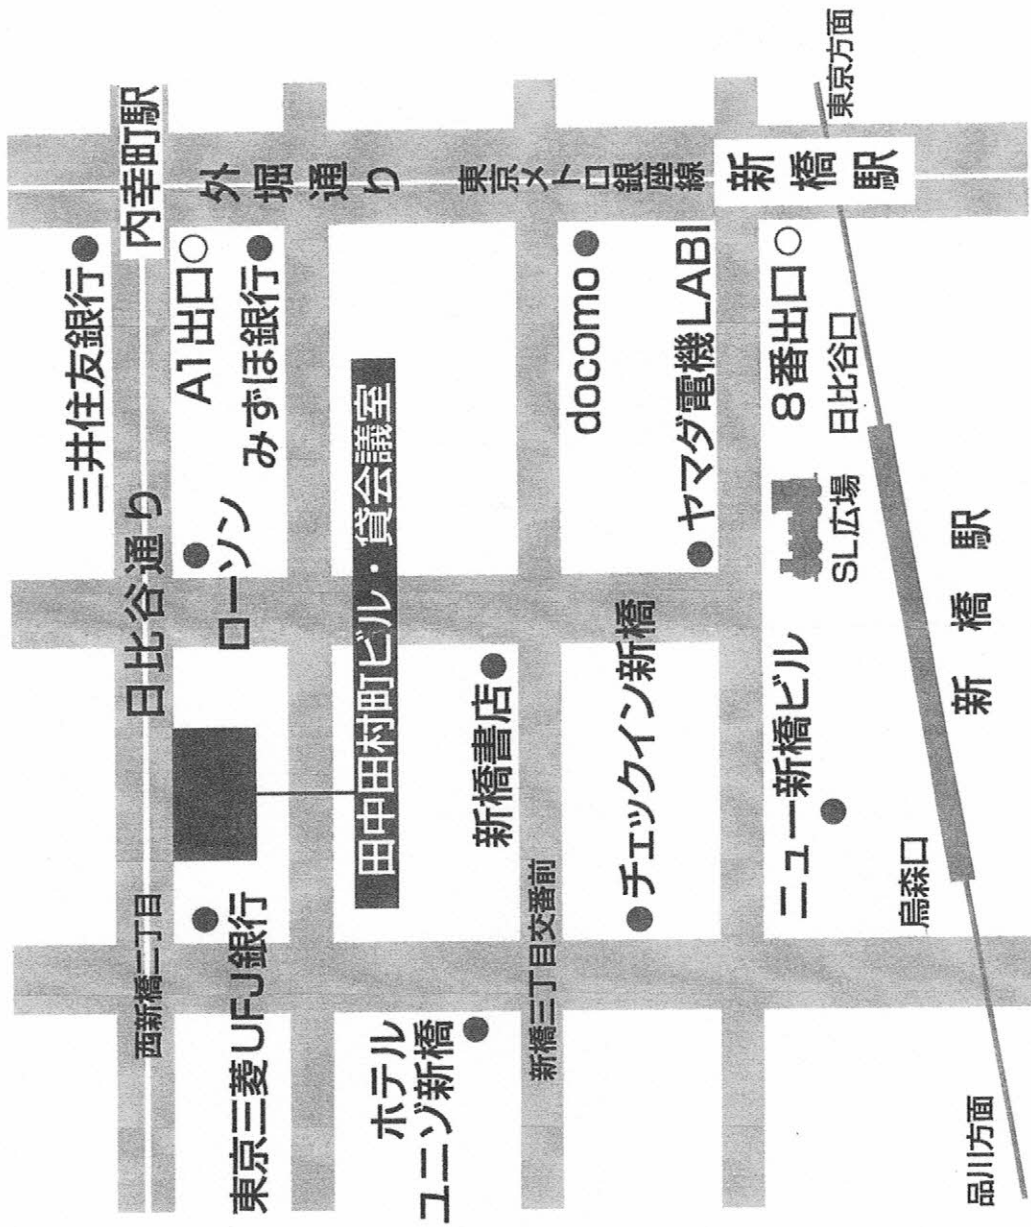 三井住友銀行
内幸町駅
日比谷通り
西新橋二丁目
A1出口
ローソン
東京三菱UFJ銀行
みずほ銀行
外堀通り
田中田村町ビル・貸会議室
ホテル
ユニゾ新橋
新橋書店
東京メトロ銀座線
新橋三丁目交番前
docomo
チェックイン新橋
ヤマダ電機LABI
新橋駅
8番出口
ニュー新橋ビル
SL広場
日比谷口
東京方面
烏森口
新橋駅
品川方面